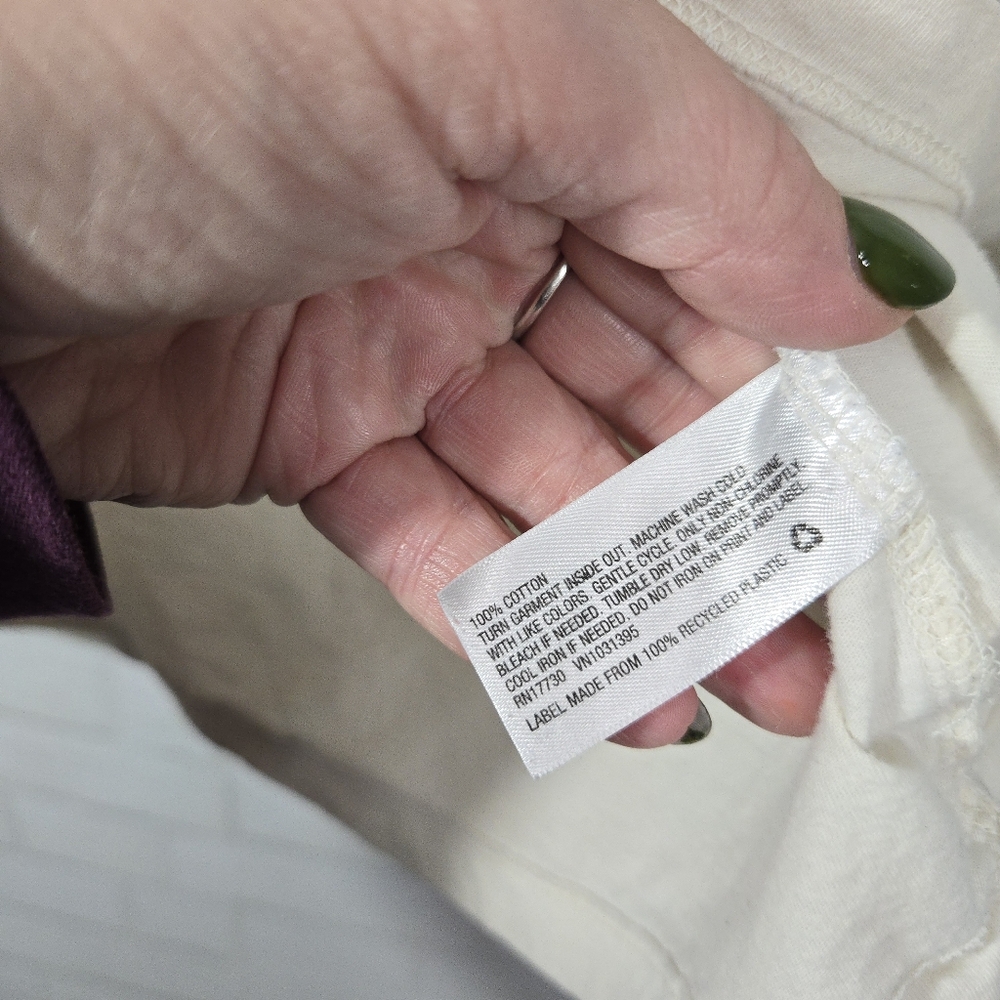 100% COTTON
TURN GARMENT INSIDE OUT. MACHINE WASH COLD
WITH LIKE COLORS. GENTLE CYCLE. ONLY NON-CHLORINE
BLEACH IF NEEDED. TUMBLE DRY LOW. REMOVE PROMPTLY.
COOL IRON IF NEEDED. DO NOT IRON ON PRINT AND LABEL
RN17730 VN1031395
LABEL MADE FROM 100% RECYCLED PLASTIC